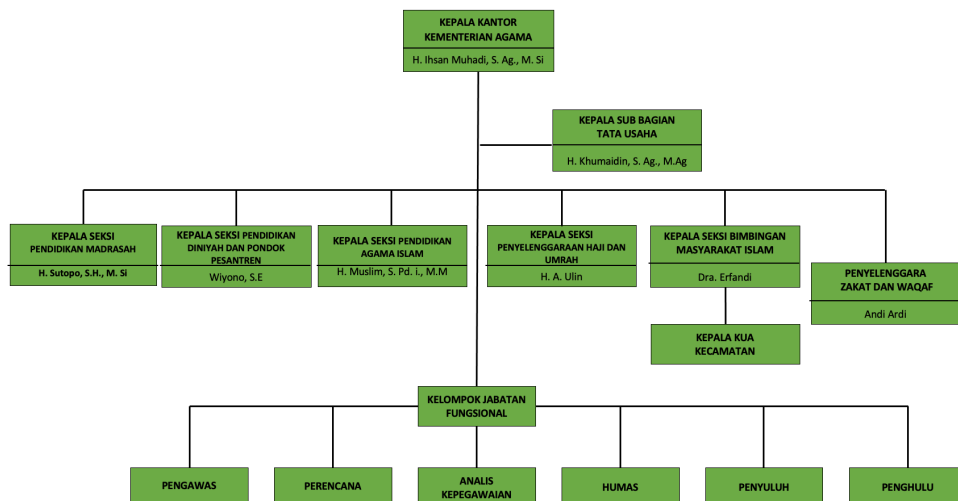 KEPALA KANTOR
KEMENTERIAN AGAMA
H. Ihsan Muhadi, S. Ag., M. Si
KEPALA SUB BAGIAN
TATA USAHA
H. Khumaidin, S. Ag., M.Ag
KEPALA SEKSI
PENDIDIKAN MADRASAH
H. Sutopo, S.H., M. Si
KEPALA SEKSI PENDIDIKAN
DINIYAH DAN PONDOK
PESANTREN
Wiyono, S.E
KEPALA SEKSI PENDIDIKAN
AGAMA ISLAM
H. Muslim, S. Pd. i., M.M
KEPALA SEKSI
PENYELENGGARAAN HAJI DAN
UMRAH
H. A. Ulin
KEPALA SEKSI BIMBINGAN
MASYARAKAT ISLAM
Dra. Erfandi
PENYELENGGARA
ZAKAT DAN WAQAF
Andi Ardi
KEPALA KUA
KECAMATAN
KELOMPOK JABATAN
FUNGSIONAL
PENGAWAS
PERENCANA
ANALIS
KEPEGAWAIAN
HUMAS
PENYULUH
PENGHULU